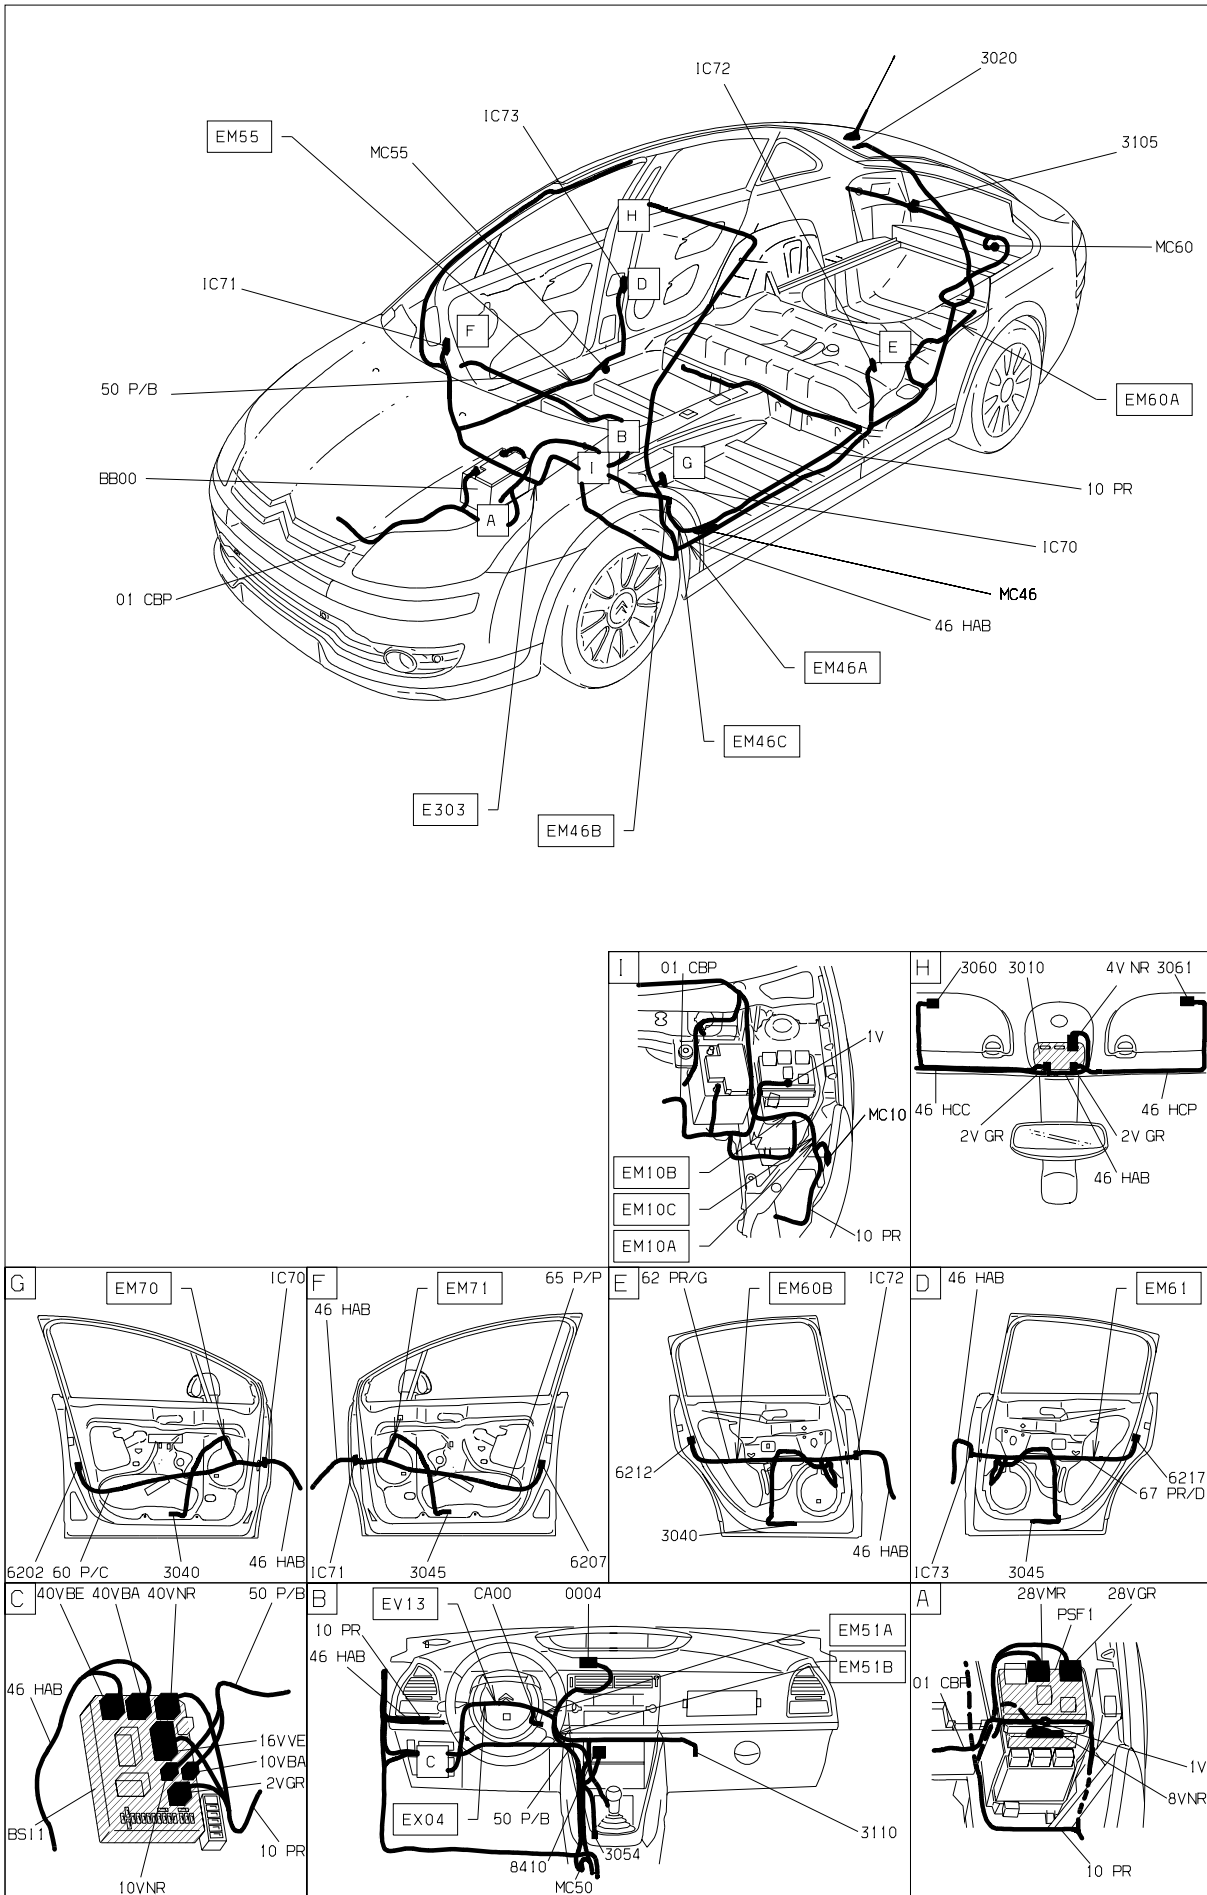 3020
IC72
IC73
EM55
3105
MC55
H
MC60
IC71
D
F
E
50 P/B
EM60A
B
I
G
BB00
10 PR
A
IC70
01 CBP
MC46
46 HAB
EM46A
EM46C
E303
EM46B
I
01 CBP
1V
MC10
EM10B
EM10C
EM10A
10 PR
H
3060 3010 4V NR 3061
46 HCC
46 HCP
2V GR
2V GR
46 HAB
G
EM70
IC70
6202 60 P/C 3040
46 HAB
F
46 HAB
EM71
65 P/P
IC71
3045
6207
E
62 PR/G
IC72
EM60B
6212
3040
46 HAB
D
46 HAB
EM61
6217
67 PR/D
IC73
3045
C
40VBE 40VBA 40VNR
50 P/B
46 HAB
16VVE
10VBA
2VGR
BSI1
10 PR
10VNR
B
EV13
CA00
0004
10 PR
46 HAB
EM51A
EM51B
C
EX04
50 P/B
8410
MC50
3054
3110
A
28VMR
28VGR
PSF1
01 CBP
1V
8VNR
10 PR